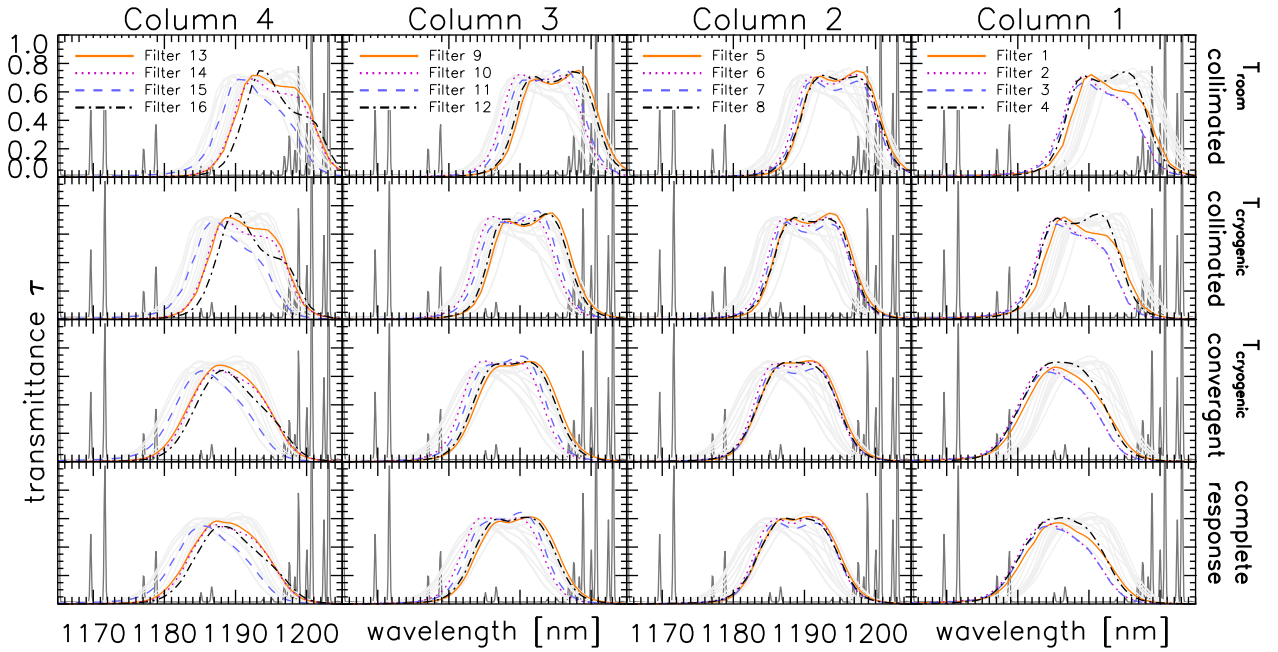 Column 4 Column 3 Column 2 Column 1
1.0
0.8
0.6
0.4
0.2
0.0
Filter 13
Filter 14
Filter 15
Filter 16
Filter 9
Filter 10
Filter 11
Filter 12
Filter 5
Filter 6
Filter 7
Filter 8
Filter 1
Filter 2
Filter 3
Filter 4
T room
collimated
T cryogenic
collimated
T cryogenic
convergent
complete
response
transmittance τ
1170 1180 1190 1200 wavelength [nm] 1170 1180 1190 1200 wavelength [nm]